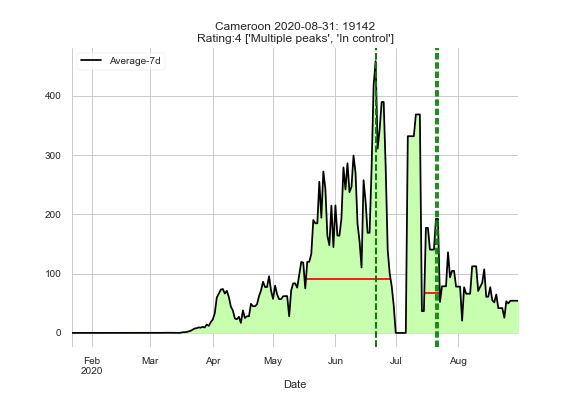 Cameroon 2020-08-31: 19142
Rating:4 ['Multiple peaks', 'In control']
Average-7d
400
300
200
100
0
Feb Mar Apr May Jun Jul Aug
2020
Date